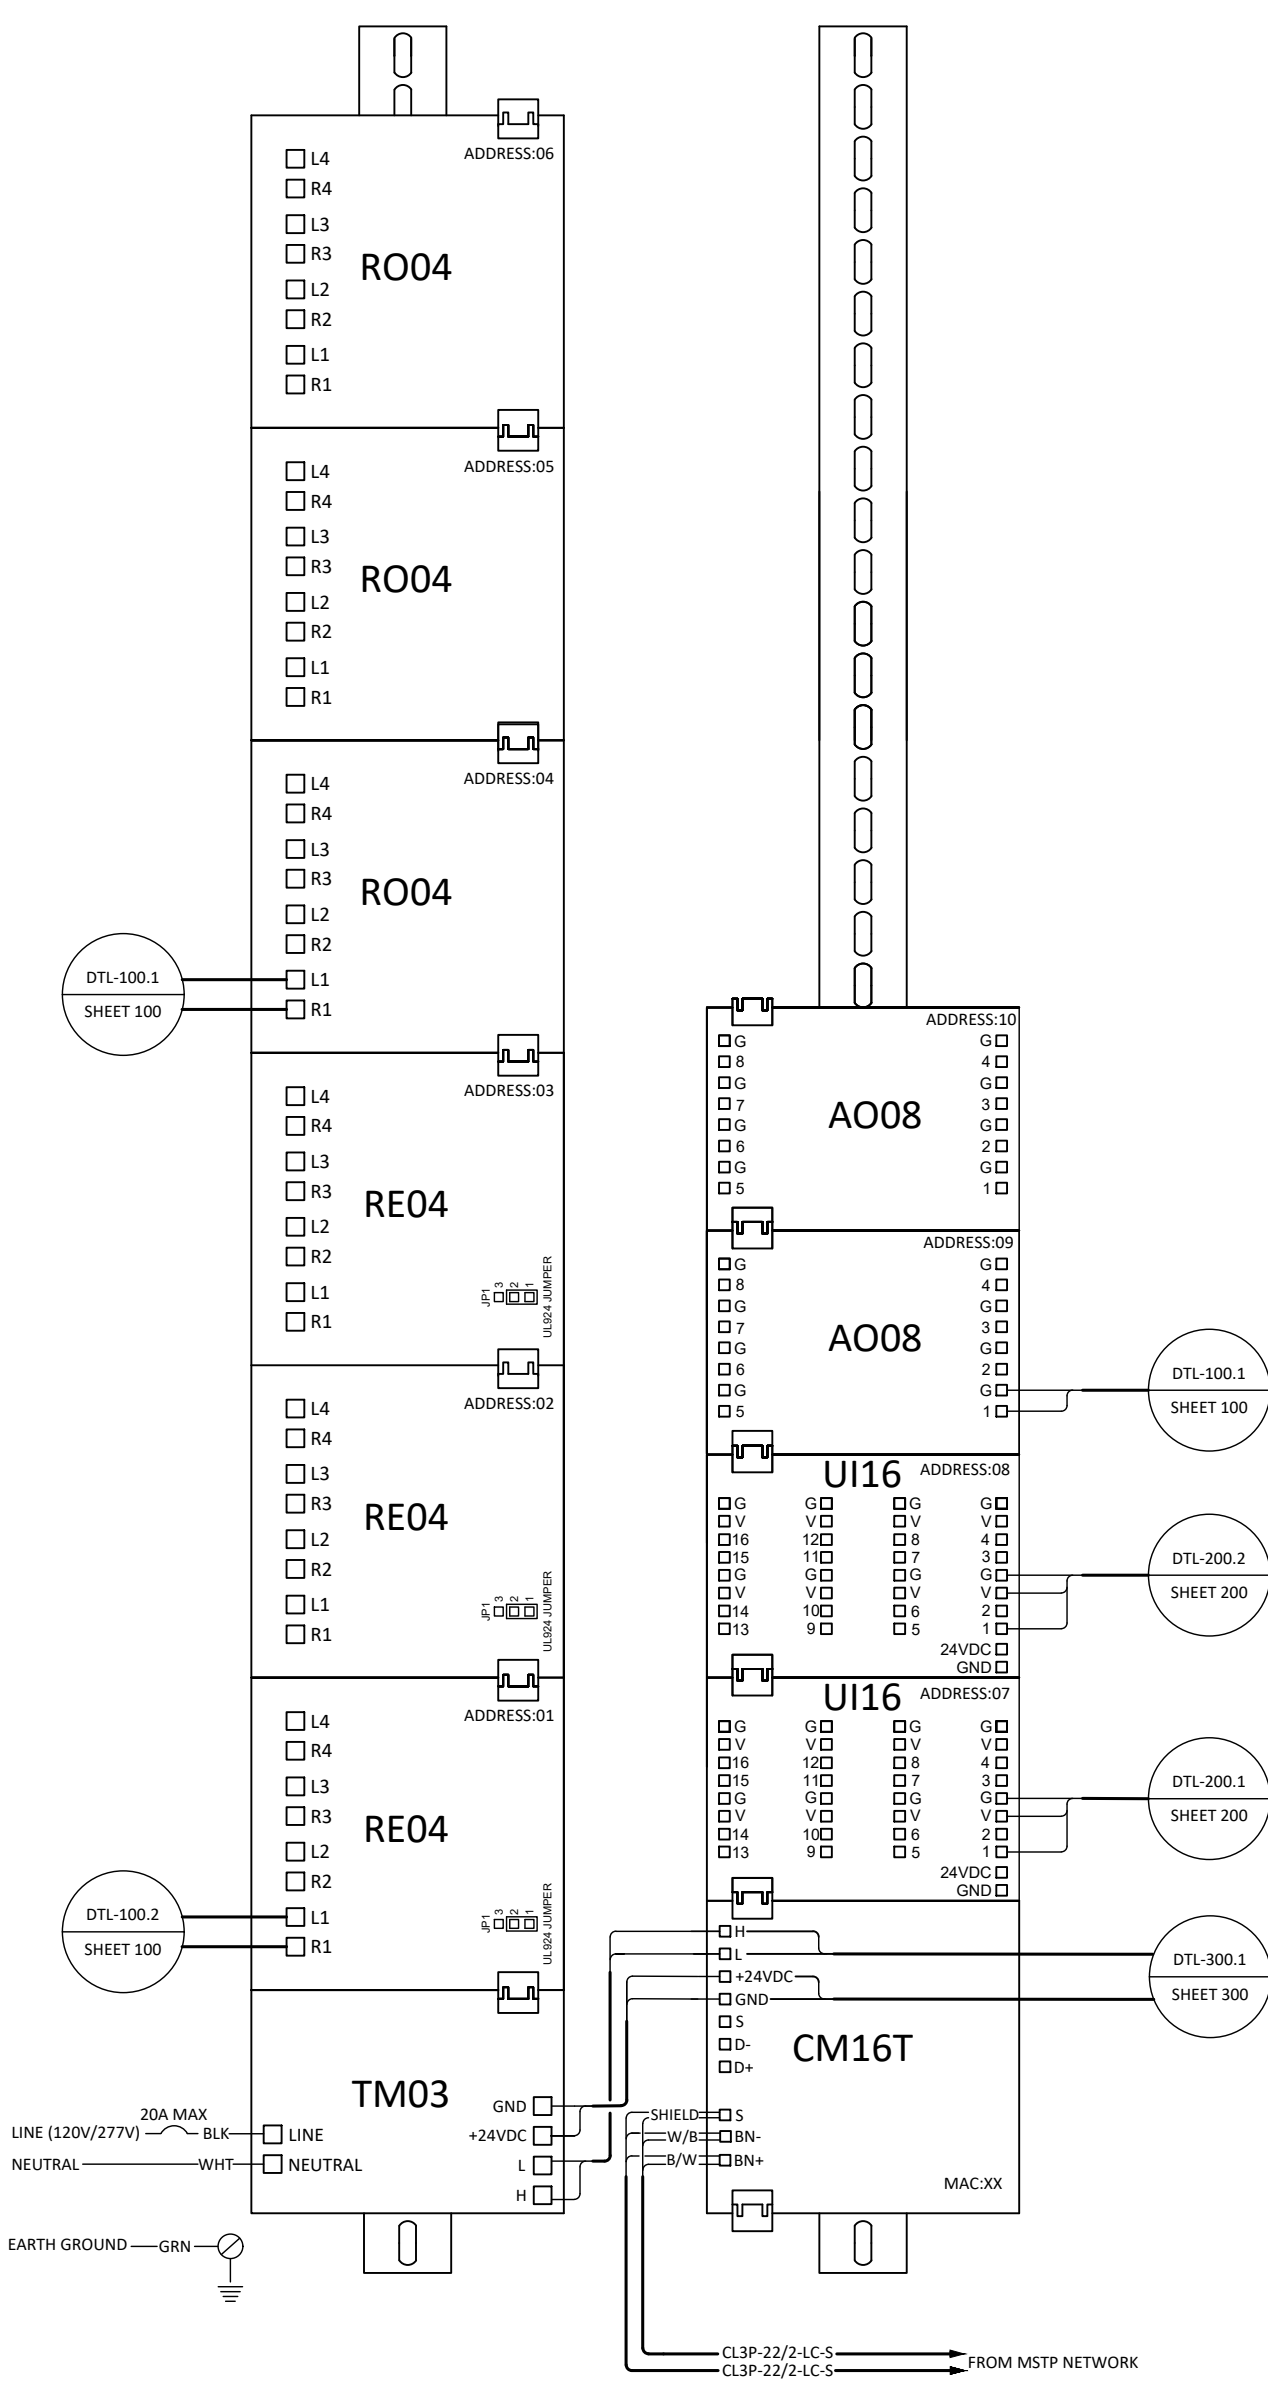 ADDRESS:06
L4
R4
L3
R3
L2
R2
L1
R1
RO04
ADDRESS:05
L4
R4
L3
R3
L2
R2
L1
R1
RO04
ADDRESS:04
L4
R4
L3
R3
L2
R2
L1
R1
RO04
DTL-100.1
SHEET 100
ADDRESS:03
L4
R4
L3
R3
L2
R2
L1
R1
RE04
JP1
3
2
1
UL924 JUMPER
ADDRESS:02
L4
R4
L3
R3
L2
R2
L1
R1
RE04
JP1
3
2
1
UL924 JUMPER
ADDRESS:01
L4
R4
L3
R3
L2
R2
L1
R1
RE04
JP1
3
2
1
UL924 JUMPER
DTL-100.2
SHEET 100
TM03
GND
+24VDC
L
H
LINE
NEUTRAL
20A MAX
LINE (120V/277V)
BLK
NEUTRAL
WHT
EARTH GROUND
GRN
ADDRESS:10
G G
8 4
G G
7 3
G G
6 2
G G
5 1
AO08
ADDRESS:09
G G
8 4
G G
7 3
G G
6 2
G G
5 1
AO08
DTL-100.1
SHEET 100
UI16
ADDRESS:08
G G G G
V V V V
16 12 8 4
15 11 7 3
G G G G
V V V V
14 10 6 2
13 9 5 1
24VDC
GND
DTL-200.2
SHEET 200
UI16
ADDRESS:07
G G G G
V V V V
16 12 8 4
15 11 7 3
G G G G
V V V V
14 10 6 2
13 9 5 1
24VDC
GND
DTL-200.1
SHEET 200
H
L
+24VDC
GND
S
D-
D+
CM16T
DTL-300.1
SHEET 300
SHIELD S
W/B BN-
B/W BN+
MAC:XX
CL3P-22/2-LC-S
CL3P-22/2-LC-S
FROM MSTP NETWORK